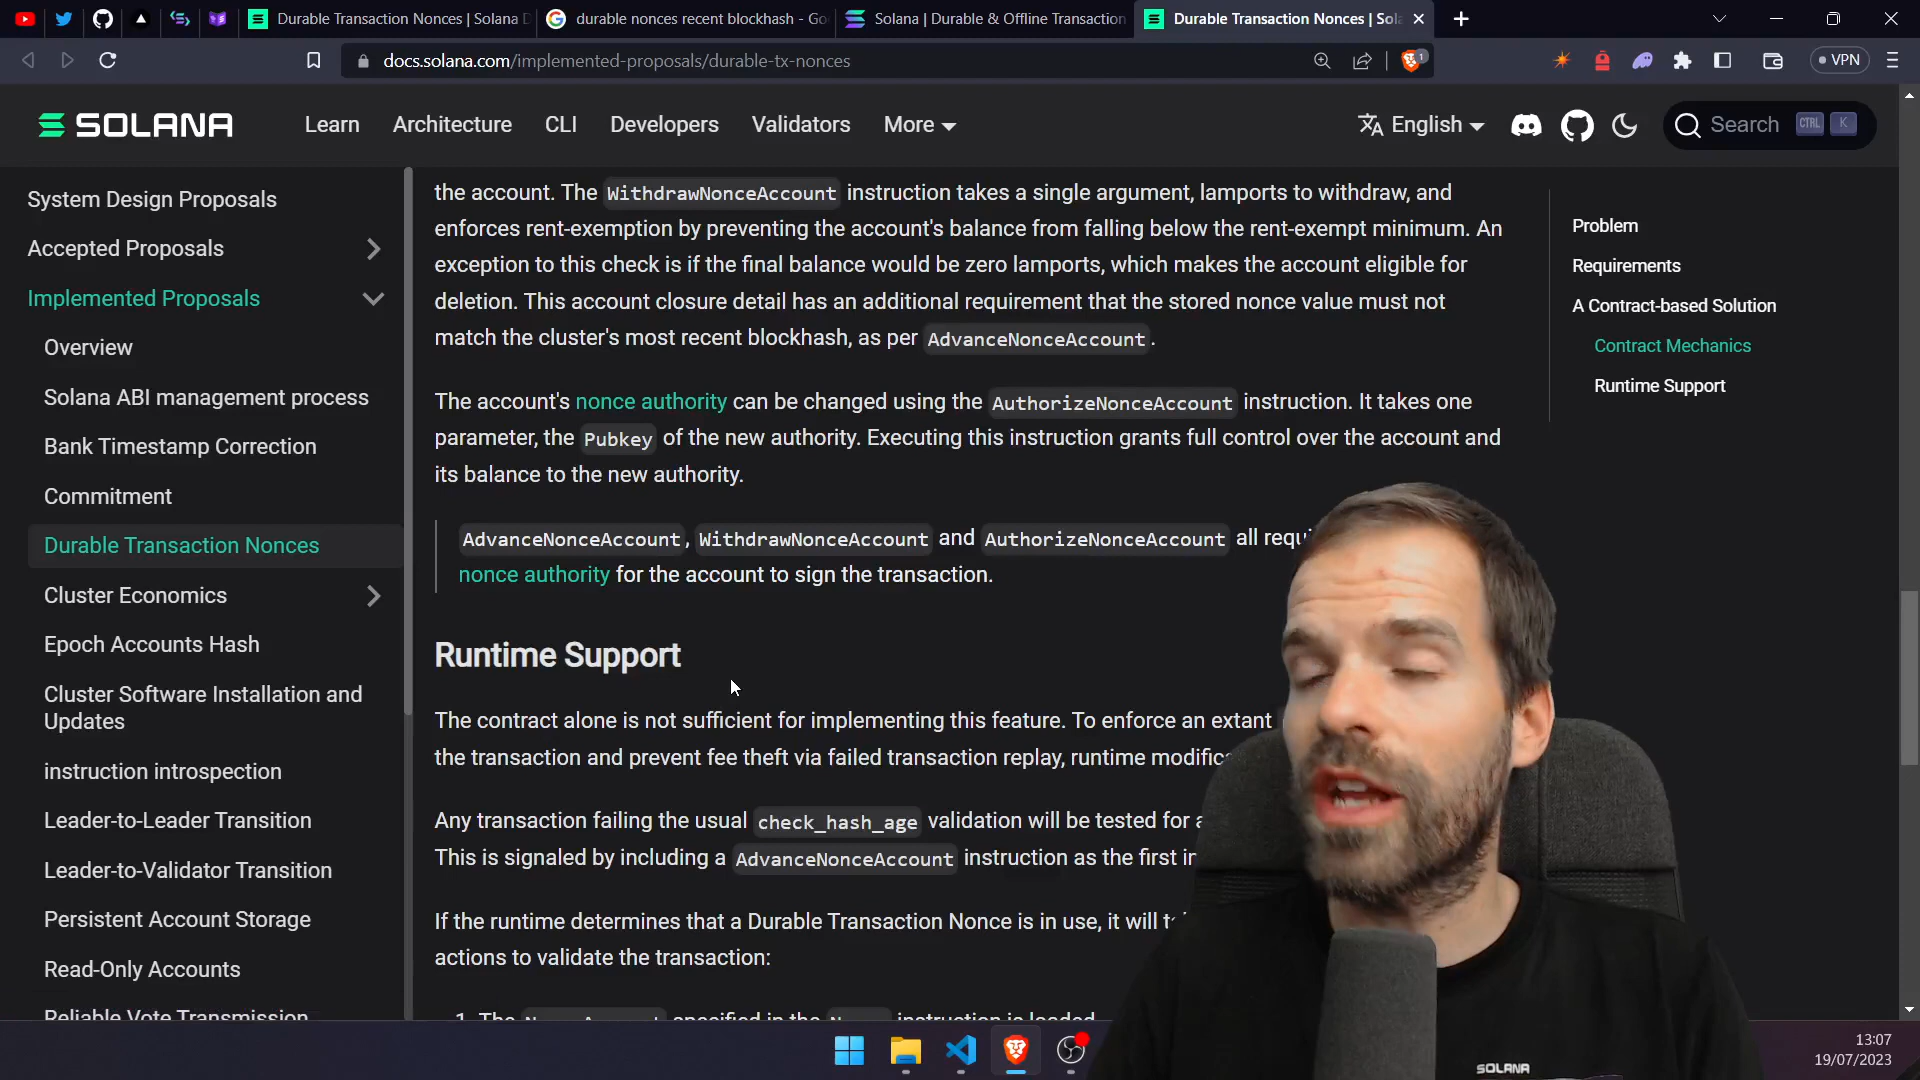 Durable Transaction Nonces | Solana D
durable nonces recent blockhash - Go
Solana | Durable & Offline Transaction
Durable Transaction Nonces | Sola
docs.solana.com/implemented-proposals/durable-tx-nonces
1
VPN
SOLANA
Learn
Architecture
CLI
Developers
Validators
More
English
Search
CTRL
K
System Design Proposals
Accepted Proposals
Implemented Proposals
Overview
Solana ABI management process
Bank Timestamp Correction
Commitment
Durable Transaction Nonces
Cluster Economics
Epoch Accounts Hash
Cluster Software Installation and
Updates
instruction introspection
Leader-to-Leader Transition
Leader-to-Validator Transition
Persistent Account Storage
Read-Only Accounts
Reliable Vote Transmission
the account. The WithdrawNonceAccount instruction takes a single argument, lamports to withdraw, and
enforces rent-exemption by preventing the account's balance from falling below the rent-exempt minimum. An
exception to this check is if the final balance would be zero lamports, which makes the account eligible for
deletion. This account closure detail has an additional requirement that the stored nonce value must not
match the cluster's most recent blockhash, as per AdvanceNonceAccount.
The account's nonce authority can be changed using the AuthorizeNonceAccount instruction. It takes one
parameter, the Pubkey of the new authority. Executing this instruction grants full control over the account and
its balance to the new authority.
AdvanceNonceAccount, WithdrawNonceAccount and AuthorizeNonceAccount all requi
nonce authority for the account to sign the transaction.
Runtime Support
The contract alone is not sufficient for implementing this feature. To enforce an extant
the transaction and prevent fee theft via failed transaction replay, runtime modific
Any transaction failing the usual check_hash_age validation will be tested for a
This is signaled by including a AdvanceNonceAccount instruction as the first in
If the runtime determines that a Durable Transaction Nonce is in use, it will ta
actions to validate the transaction:
1. The specified in the instruction is loaded
Problem
Requirements
A Contract-based Solution
Contract Mechanics
Runtime Support
SOLANA
13:07
19/07/2023